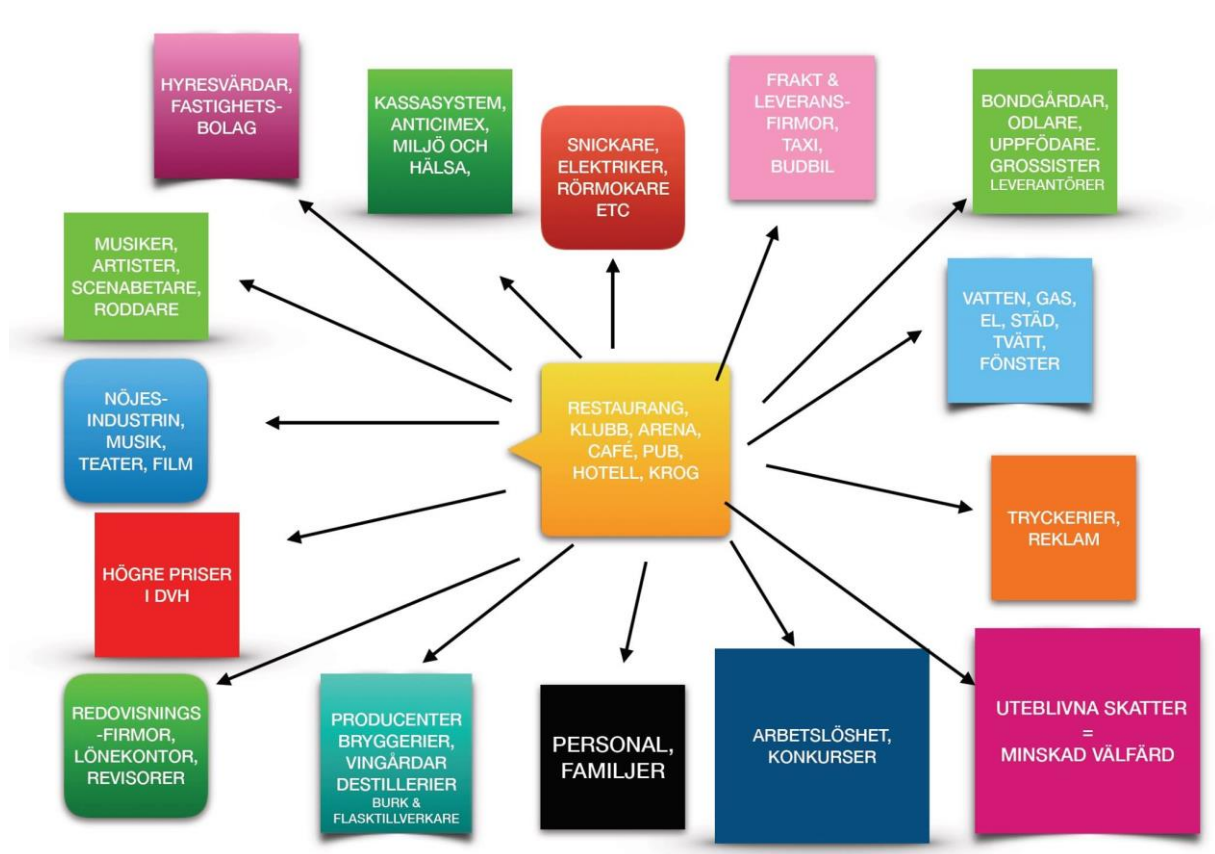 HYRESVÄRDAR,
FASTIGHETS-
BOLAG
KASSASYSTEM,
ANTICIMEX,
MILJÖ OCH
HÄLSA,
SNICKARE,
ELEKTRIKER,
RÖRMOKARE
ETC
FRAKT &
LEVERANS-
FIRMOR,
TAXI,
BUDBIL
BONDGÅRDAR,
ODLARE,
UPPFÖDARE.
GROSSISTER
LEVERANTÖRER
MUSIKER,
ARTISTER,
SCENABETARE,
RODDARE
VATTEN, GAS,
EL, STÄD,
TVÄTT,
FÖNSTER
NÖJES-
INDUSTRIN,
MUSIK,
TEATER, FILM
RESTAURANG,
KLUBB, ARENA,
CAFÉ, PUB,
HOTELL, KROG
TRYCKERIER,
REKLAM
HÖGRE PRISER
I DVH
REDOVISNINGS
-FIRMOR,
LÖNEKONTOR,
REVISORER
PRODUCENTER
BRYGGERIER,
VINGÅRDAR
DESTILLERIER
BURK &
FLASKTILLVERKARE
PERSONAL,
FAMILJER
ARBETSLÖSHET,
KONKURSER
UTEBLIVNA SKATTER
=
MINSKAD VÄLFÄRD